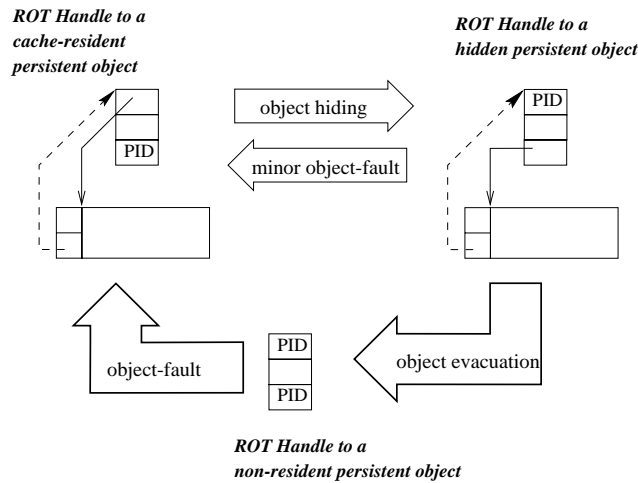 ROT Handle to a
cache-resident
persistent object
ROT Handle to a
hidden persistent object
PID
object hiding
PID
minor object-fault
PID
object-fault
PID
object evacuation
PID
ROT Handle to a
non-resident persistent object